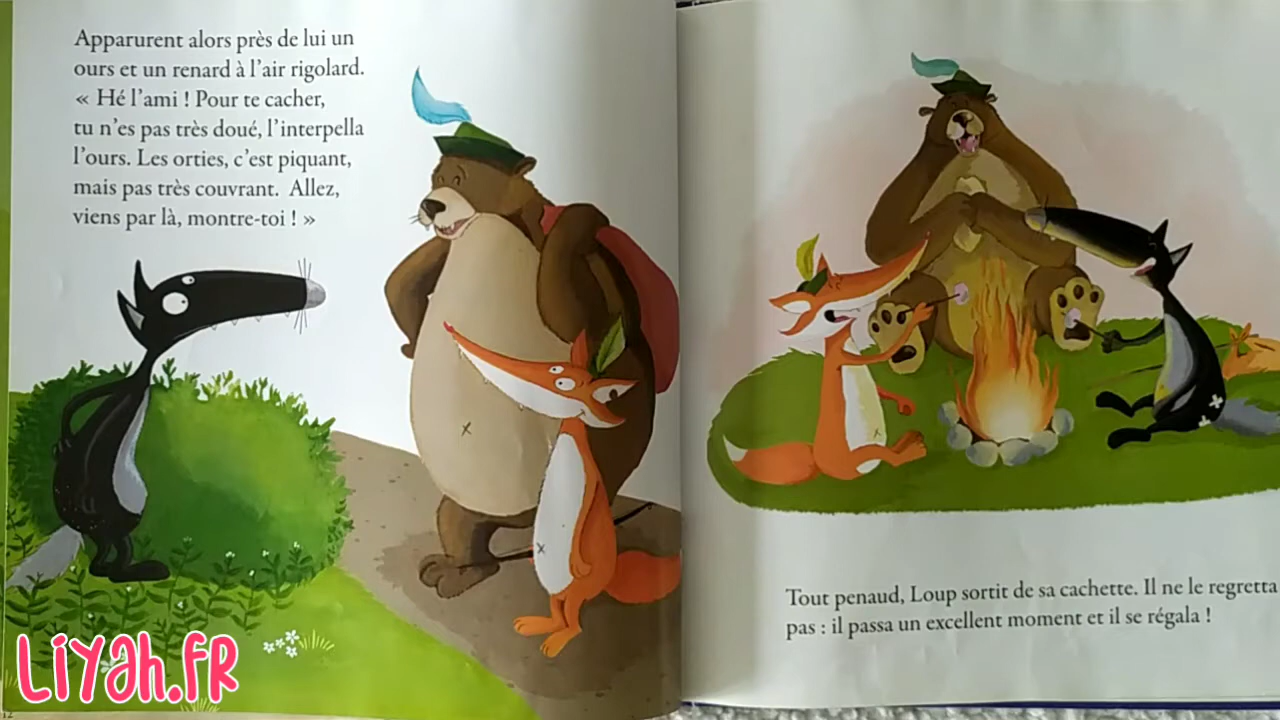 Apparurent alors près de lui un
ours et un renard à l'air rigolard.
« Hé l'ami ! Pour te cacher,
tu n'es pas très doué, l'interpella
l'ours. Les orties, c'est piquant,
mais pas très couvrant. Allez,
viens par là, montre-toi ! »
Tout penaud, Loup sortit de sa cachette. Il ne le regretta
pas : il passa un excellent moment et il se régala !
LiYah.FR
12